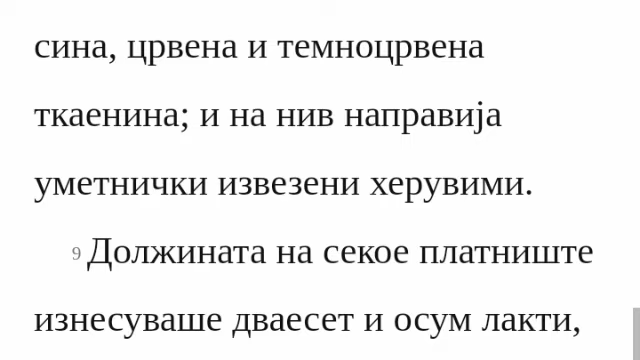 сина, црвена и темноцрвена
ткаенина; и на нив направија
уметнички извезени херувими.
9 Должината на секое платниште
изнесуваше дваесет и осум лакти,